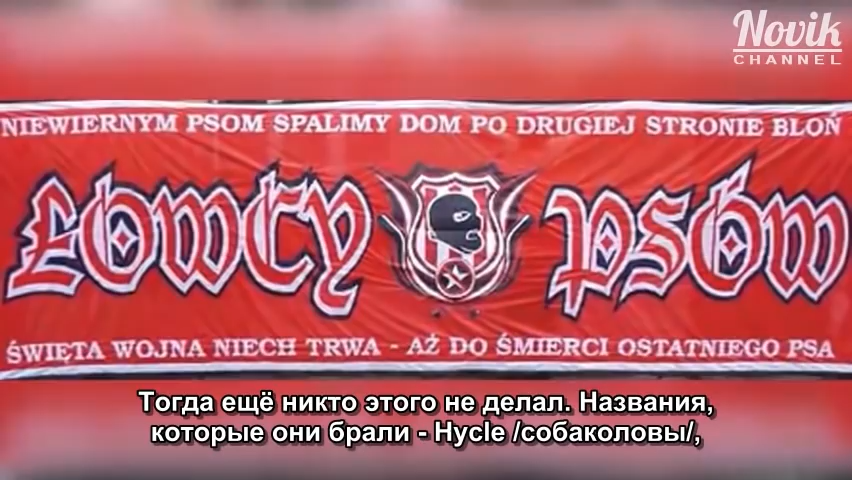 Novik
CHANNEL
NIEWIERNYM PSOM SPALIMY DOM PO DRUGIEJ STRONIE BŁOŃ
ŁOWCY PSÓW
ŚWIĘTA WOJNA NIECH TRWA - AŻ DO ŚMIERCI OSTATNIEGO PSA
Тогда ещё никто этого не делал. Названия,
которые они брали - Hycle /собаколовы/,